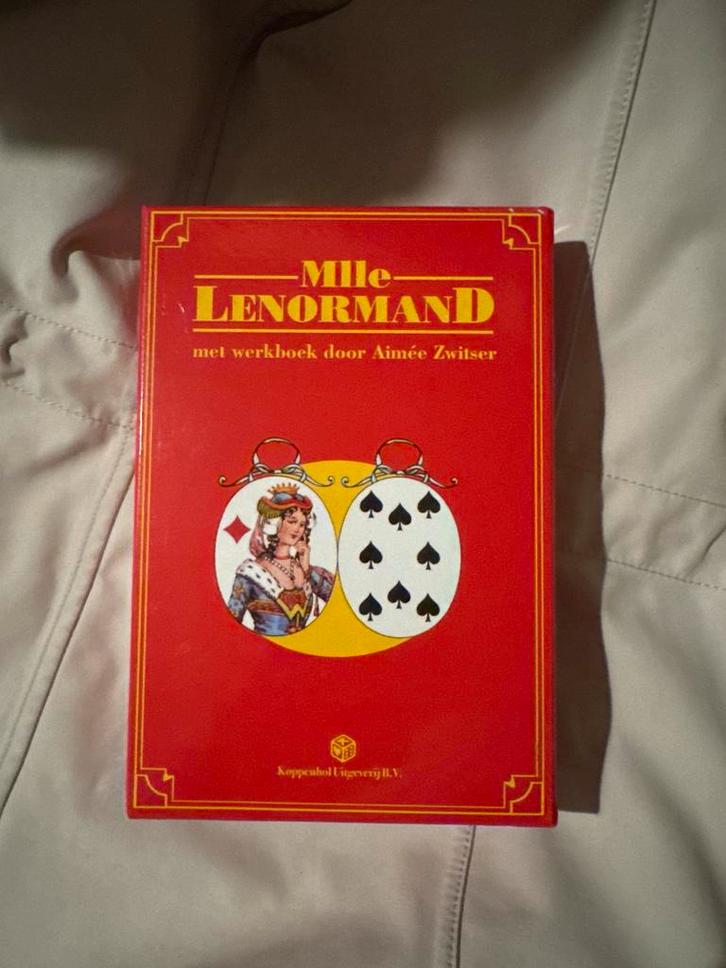 Mlle
LENORMAND
met werkboek door Aimée Zwitser
Koppenhol Uitgeverij B.V.